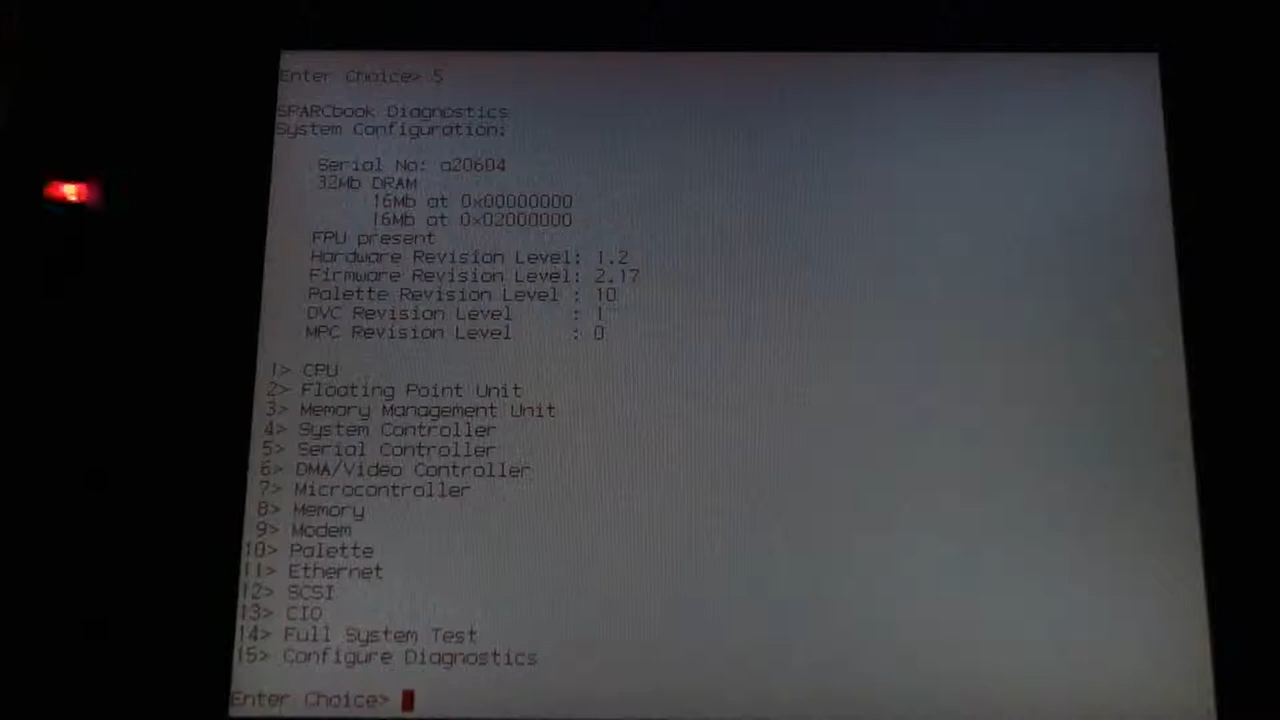 Enter Choice> 5
SPARCbook Diagnostics
System Configuration:
Serial No: a20604
32Mb DRAM
16Mb at 0x00000000
16Mb at 0x02000000
FPU present
Hardware Revision Level: 1.2
Firmware Revision Level: 2.17
Palette Revision Level : 10
DVC Revision Level : 1
MPC Revision Level : 0
1> CPU
2> Floating Point Unit
3> Memory Management Unit
4> System Controller
5> Serial Controller
6> DMA/Video Controller
7> Microcontroller
8> Memory
9> Modem
10> Palette
11> Ethernet
12> SCSI
13> CIO
14> Full System Test
15> Configure Diagnostics
Enter Choice>